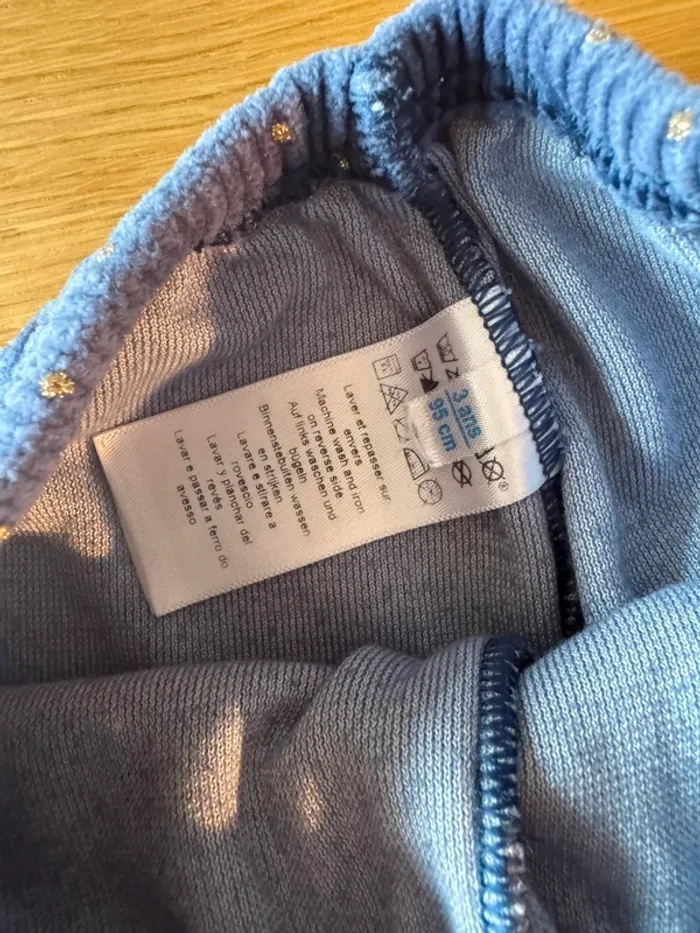 3 ans
95 cm
Laver et repasser sur
envers
Machine wash and iron
on reverse side
Auf links waschen und
bügeln
Binnenstebuiten wassen
en strijken
Lavare e stirare a
rovescio
Lavar y planchar del
revés
Lavar e passar a ferro do
avesso